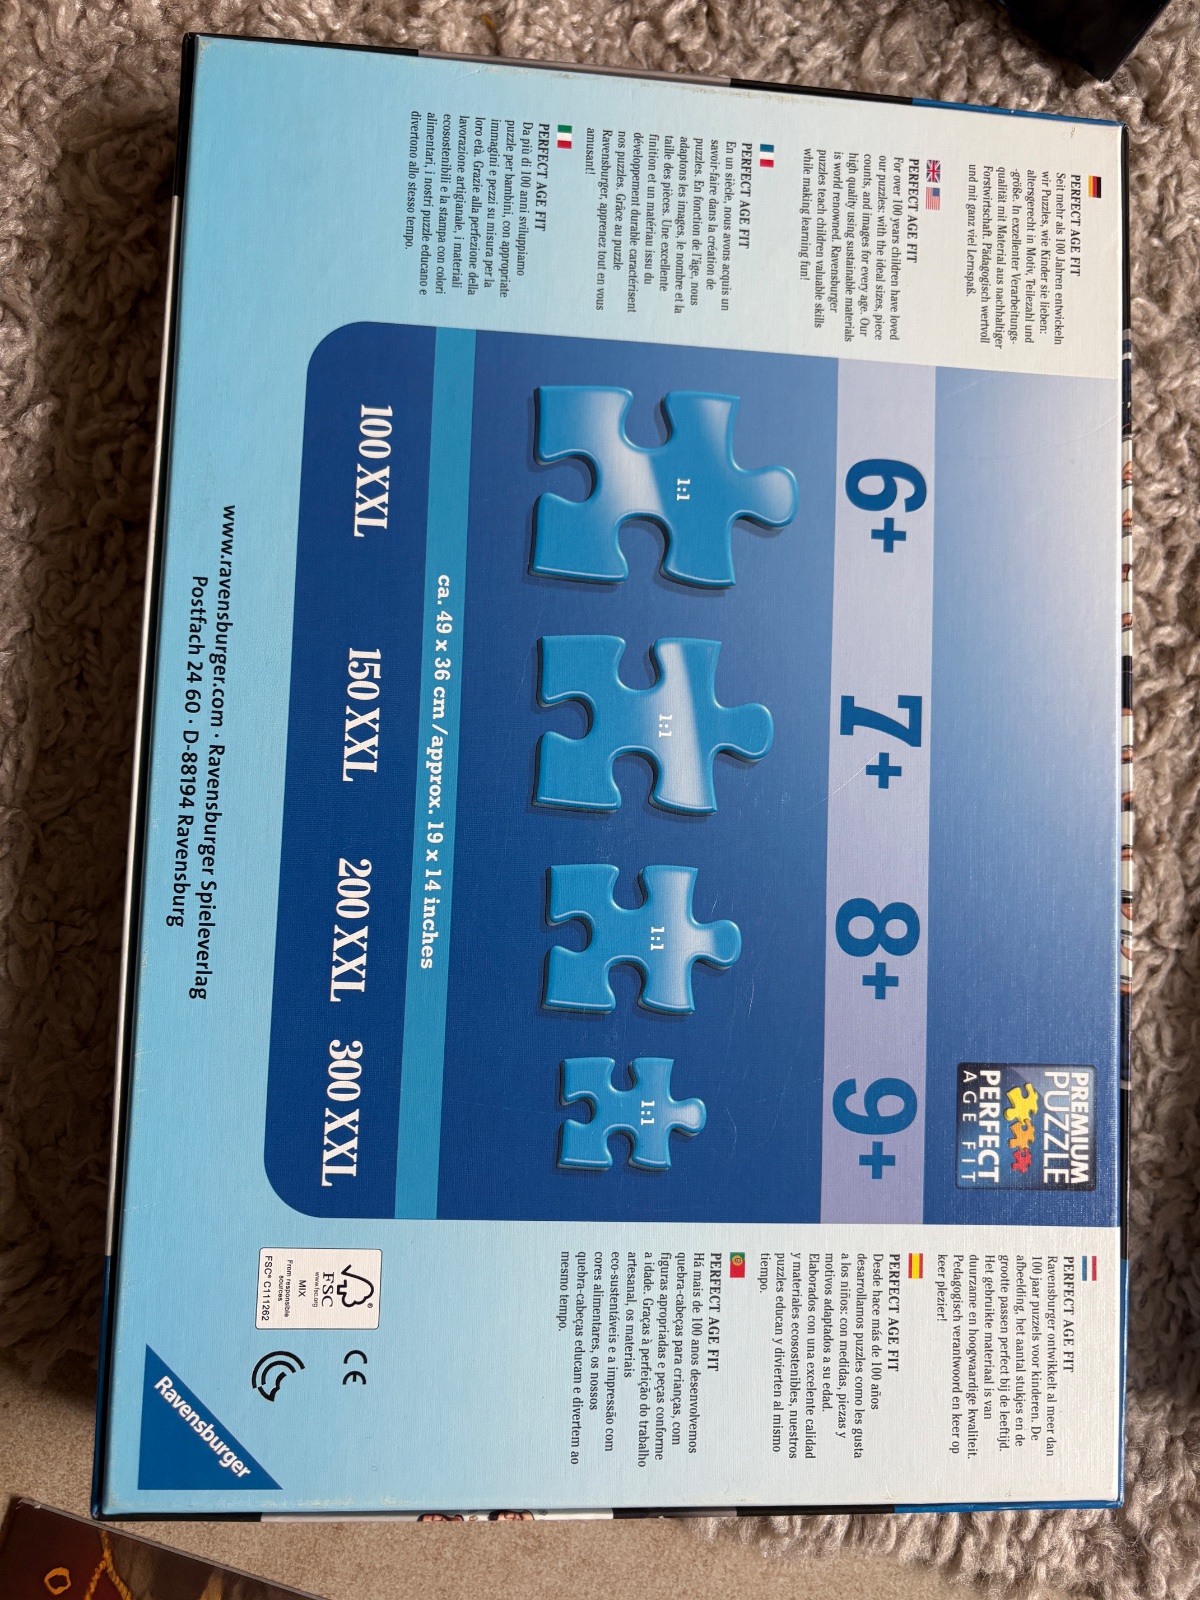 PERFECT AGE FIT
Seit mehr als 100 Jahren entwickeln
wir Puzzles, wie Kinder sie lieben:
altersgerecht in Motiv, Teilezahl und
-größe. In exzellenter Verarbeitungs-
qualität mit Material aus nachhaltiger
Forstwirtschaft. Pädagogisch wertvoll
und mit ganz viel Lernspaß.
PERFECT AGE FIT
For over 100 years children have loved
our puzzles: with the ideal sizes, piece
counts, and images for every age. Our
high quality using sustainable materials
is world renowned. Ravensburger
puzzles teach children valuable skills
while making learning fun!
PERFECT AGE FIT
En un siècle, nous avons acquis un
savoir-faire dans la création de
puzzles. En fonction de l'âge, nous
adaptons les images, le nombre et la
taille des pièces. Une excellente
finition et un matériau issu du
développement durable caractérisent
nos puzzles. Grâce au puzzle
Ravensburger, apprenez tout en vous
amusant!
PERFECT AGE FIT
Da più di 100 anni sviluppiamo
puzzle per bambini, con appropriate
immagini e pezzi su misura per la
loro età. Grazie alla perfezione della
lavorazione artigianale, i materiali
ecosostenibili e la stampa con colori
alimentari, i nostri puzzle educano e
divertono allo stesso tempo.
PREMIUM
PUZZLE
PERFECT
AGE FIT
6+ 7+ 8+ 9+
1:1 1:1 1:1 1:1
ca. 49 x 36 cm /approx. 19 x 14 inches
100 XXL 150 XXL 200 XXL 300 XXL
PERFECT AGE FIT
Ravensburger ontwikkelt al meer dan
100 jaar puzzels voor kinderen. De
afbeelding, het aantal stukjes en de
grootte passen perfect bij de leeftijd.
Het gebruikte materiaal is van
duurzame en hoogwaardige kwaliteit.
Pedagogisch verantwoord en keer op
keer plezier!
PERFECT AGE FIT
Desde hace más de 100 años
desarrollamos puzzles como les gusta
a los niños: con medidas, piezas y
motivos adaptados a su edad.
Elaborados con una excelente calidad
y materiales ecosostenibles, nuestros
puzzles educan y divierten al mismo
tiempo.
PERFECT AGE FIT
Há mais de 100 anos desenvolvemos
quebra-cabeças para crianças, com
figuras apropriadas e peças conforme
a idade. Graças à perfeição do trabalho
artesanal, os materiais
eco-sustentáveis e a impressão com
cores alimentares, os nossos
quebra-cabeças educam e divertem ao
mesmo tempo.
®
FSC
www.fsc.org
MIX
From responsible
sources
FSC® C111262
CE
www.ravensburger.com · Ravensburger Spieleverlag
Postfach 24 60 · D-88194 Ravensburg
Ravensburger